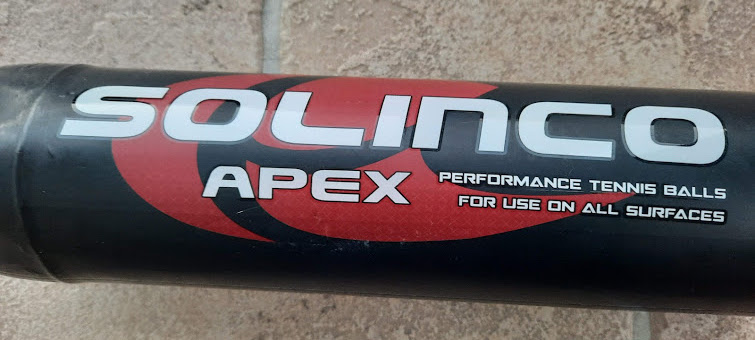 SOLINCO
APEX
PERFORMANCE TENNIS BALLS
FOR USE ON ALL SURFACES